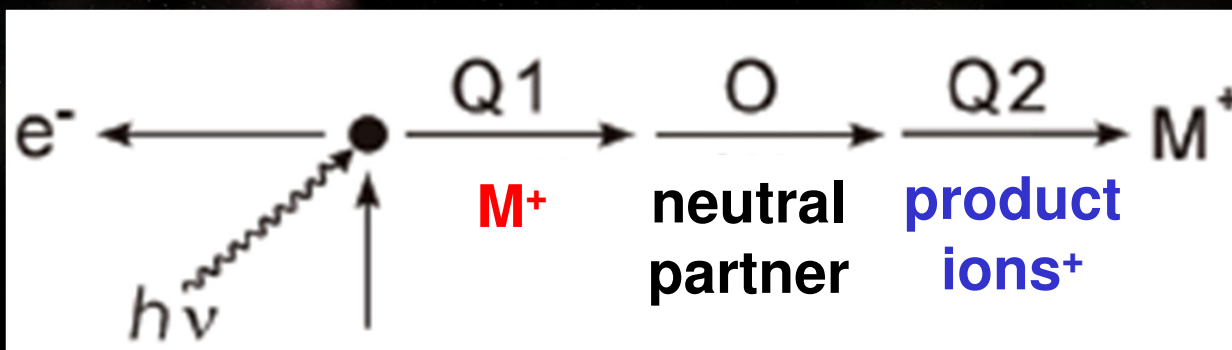 Q1 O Q2
e⁻ M⁺
M⁺ neutral product
partner ions⁺
hν